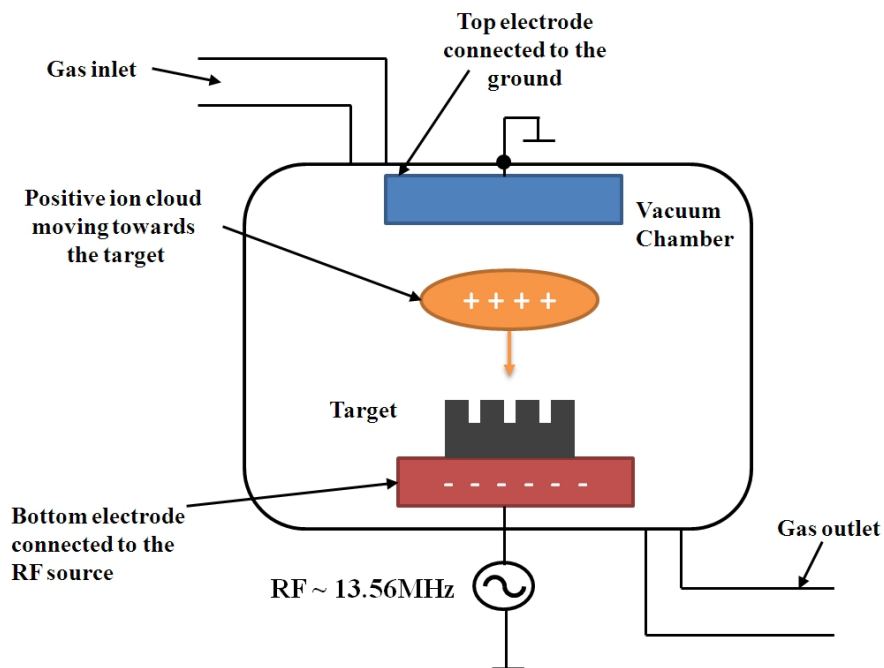 Top electrode
connected to the
ground
Gas inlet
Positive ion cloud
moving towards
the target
Vacuum
Chamber
+ + + +
Target
- - - - - -
Bottom electrode
connected to the
RF source
Gas outlet
RF ~ 13.56MHz